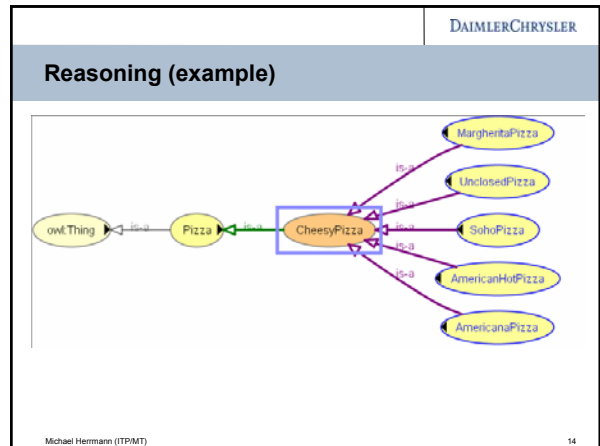 DAIMLERCHRYSLER
Reasoning (example)
MargheritaPizza
is-a
UnclosedPizza
is-a
owl:Thing is-a Pizza is-a CheesyPizza is-a SohoPizza
is-a
AmericanHotPizza
is-a
AmericanaPizza
Michael Herrmann (ITP/MT) 14